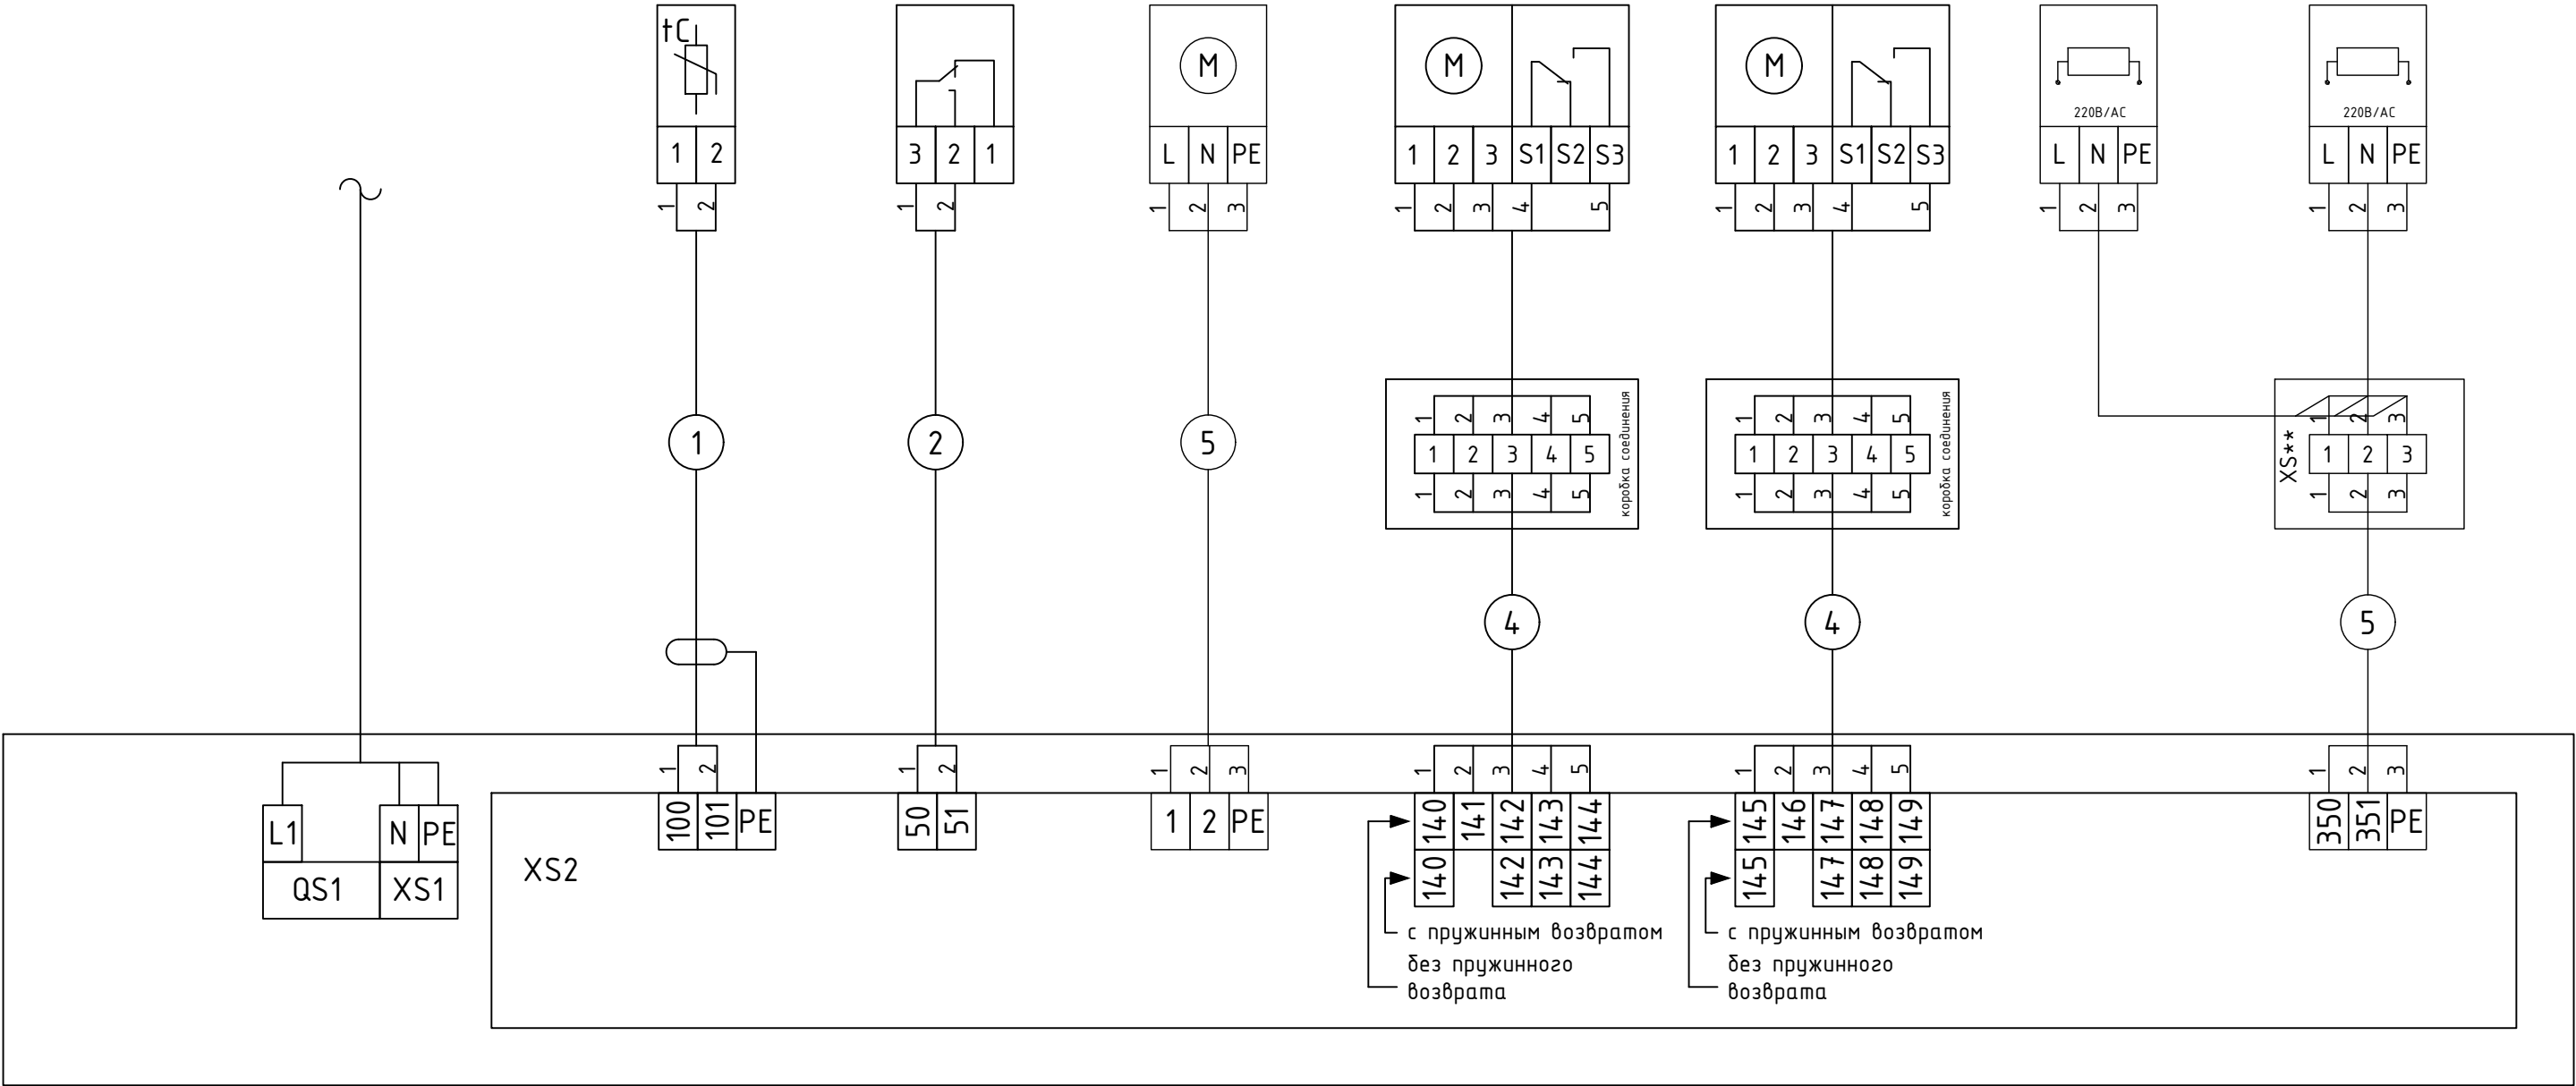 tC
M
M
M
220В/АС
220В/АС
1 2
3 2 1
L N PE
1 2 3 S1 S2 S3
1 2 3 S1 S2 S3
L N PE
L N PE
1 2
1 2
1 2 3
1 2 3 4 5
1 2 3 4 5
1 2 3
1 2 3
1 2 3 4 5
1 2 3 4 5
1 2 3
1
2
5
1 2 3 4 5
коробка соединения
1 2 3 4 5
коробка соединения
XS**
1 2 3
1 2 3 4 5
1 2 3 4 5
1 2 3
4
4
5
1 2
1 2
1 2 3
1 2 3 4 5
1 2 3 4 5
1 2 3
L1 N PE
100 101 PE
50 51
1 2 PE
140 141 142 143 144
145 146 147 148 149
350 351 PE
QS1 XS1
XS2
140 142 143 144
145 147 148 149
с пружинным возвратом
без пружинного
возврата
с пружинным возвратом
без пружинного
возврата